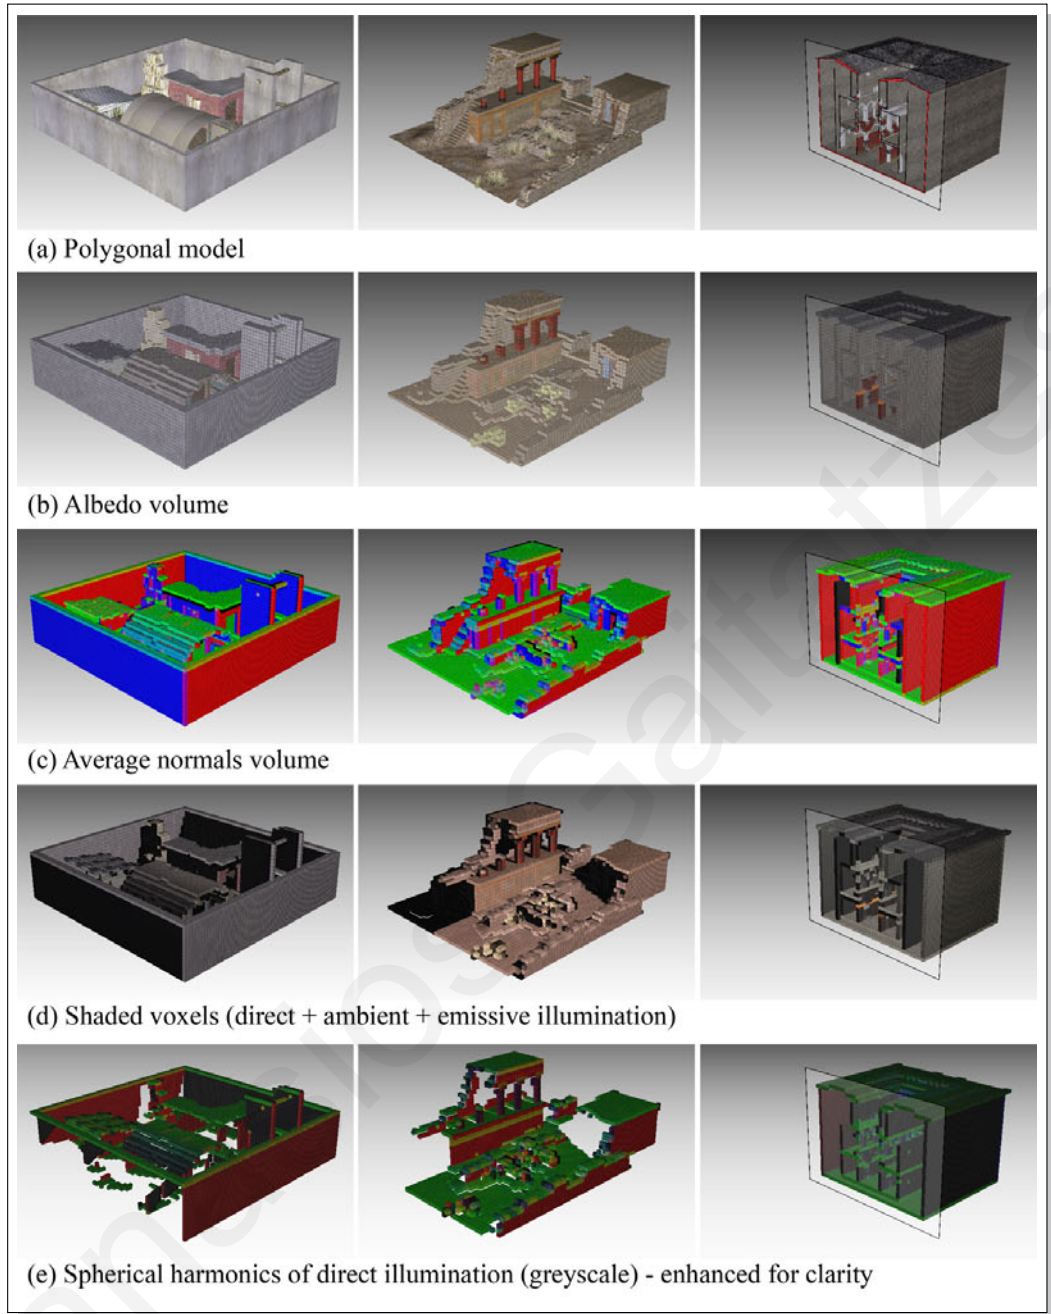 (a) Polygonal model
(b) Albedo volume
(c) Average normals volume
(d) Shaded voxels (direct + ambient + emissive illumination)
(e) Spherical harmonics of direct illumination (greyscale) - enhanced for clarity